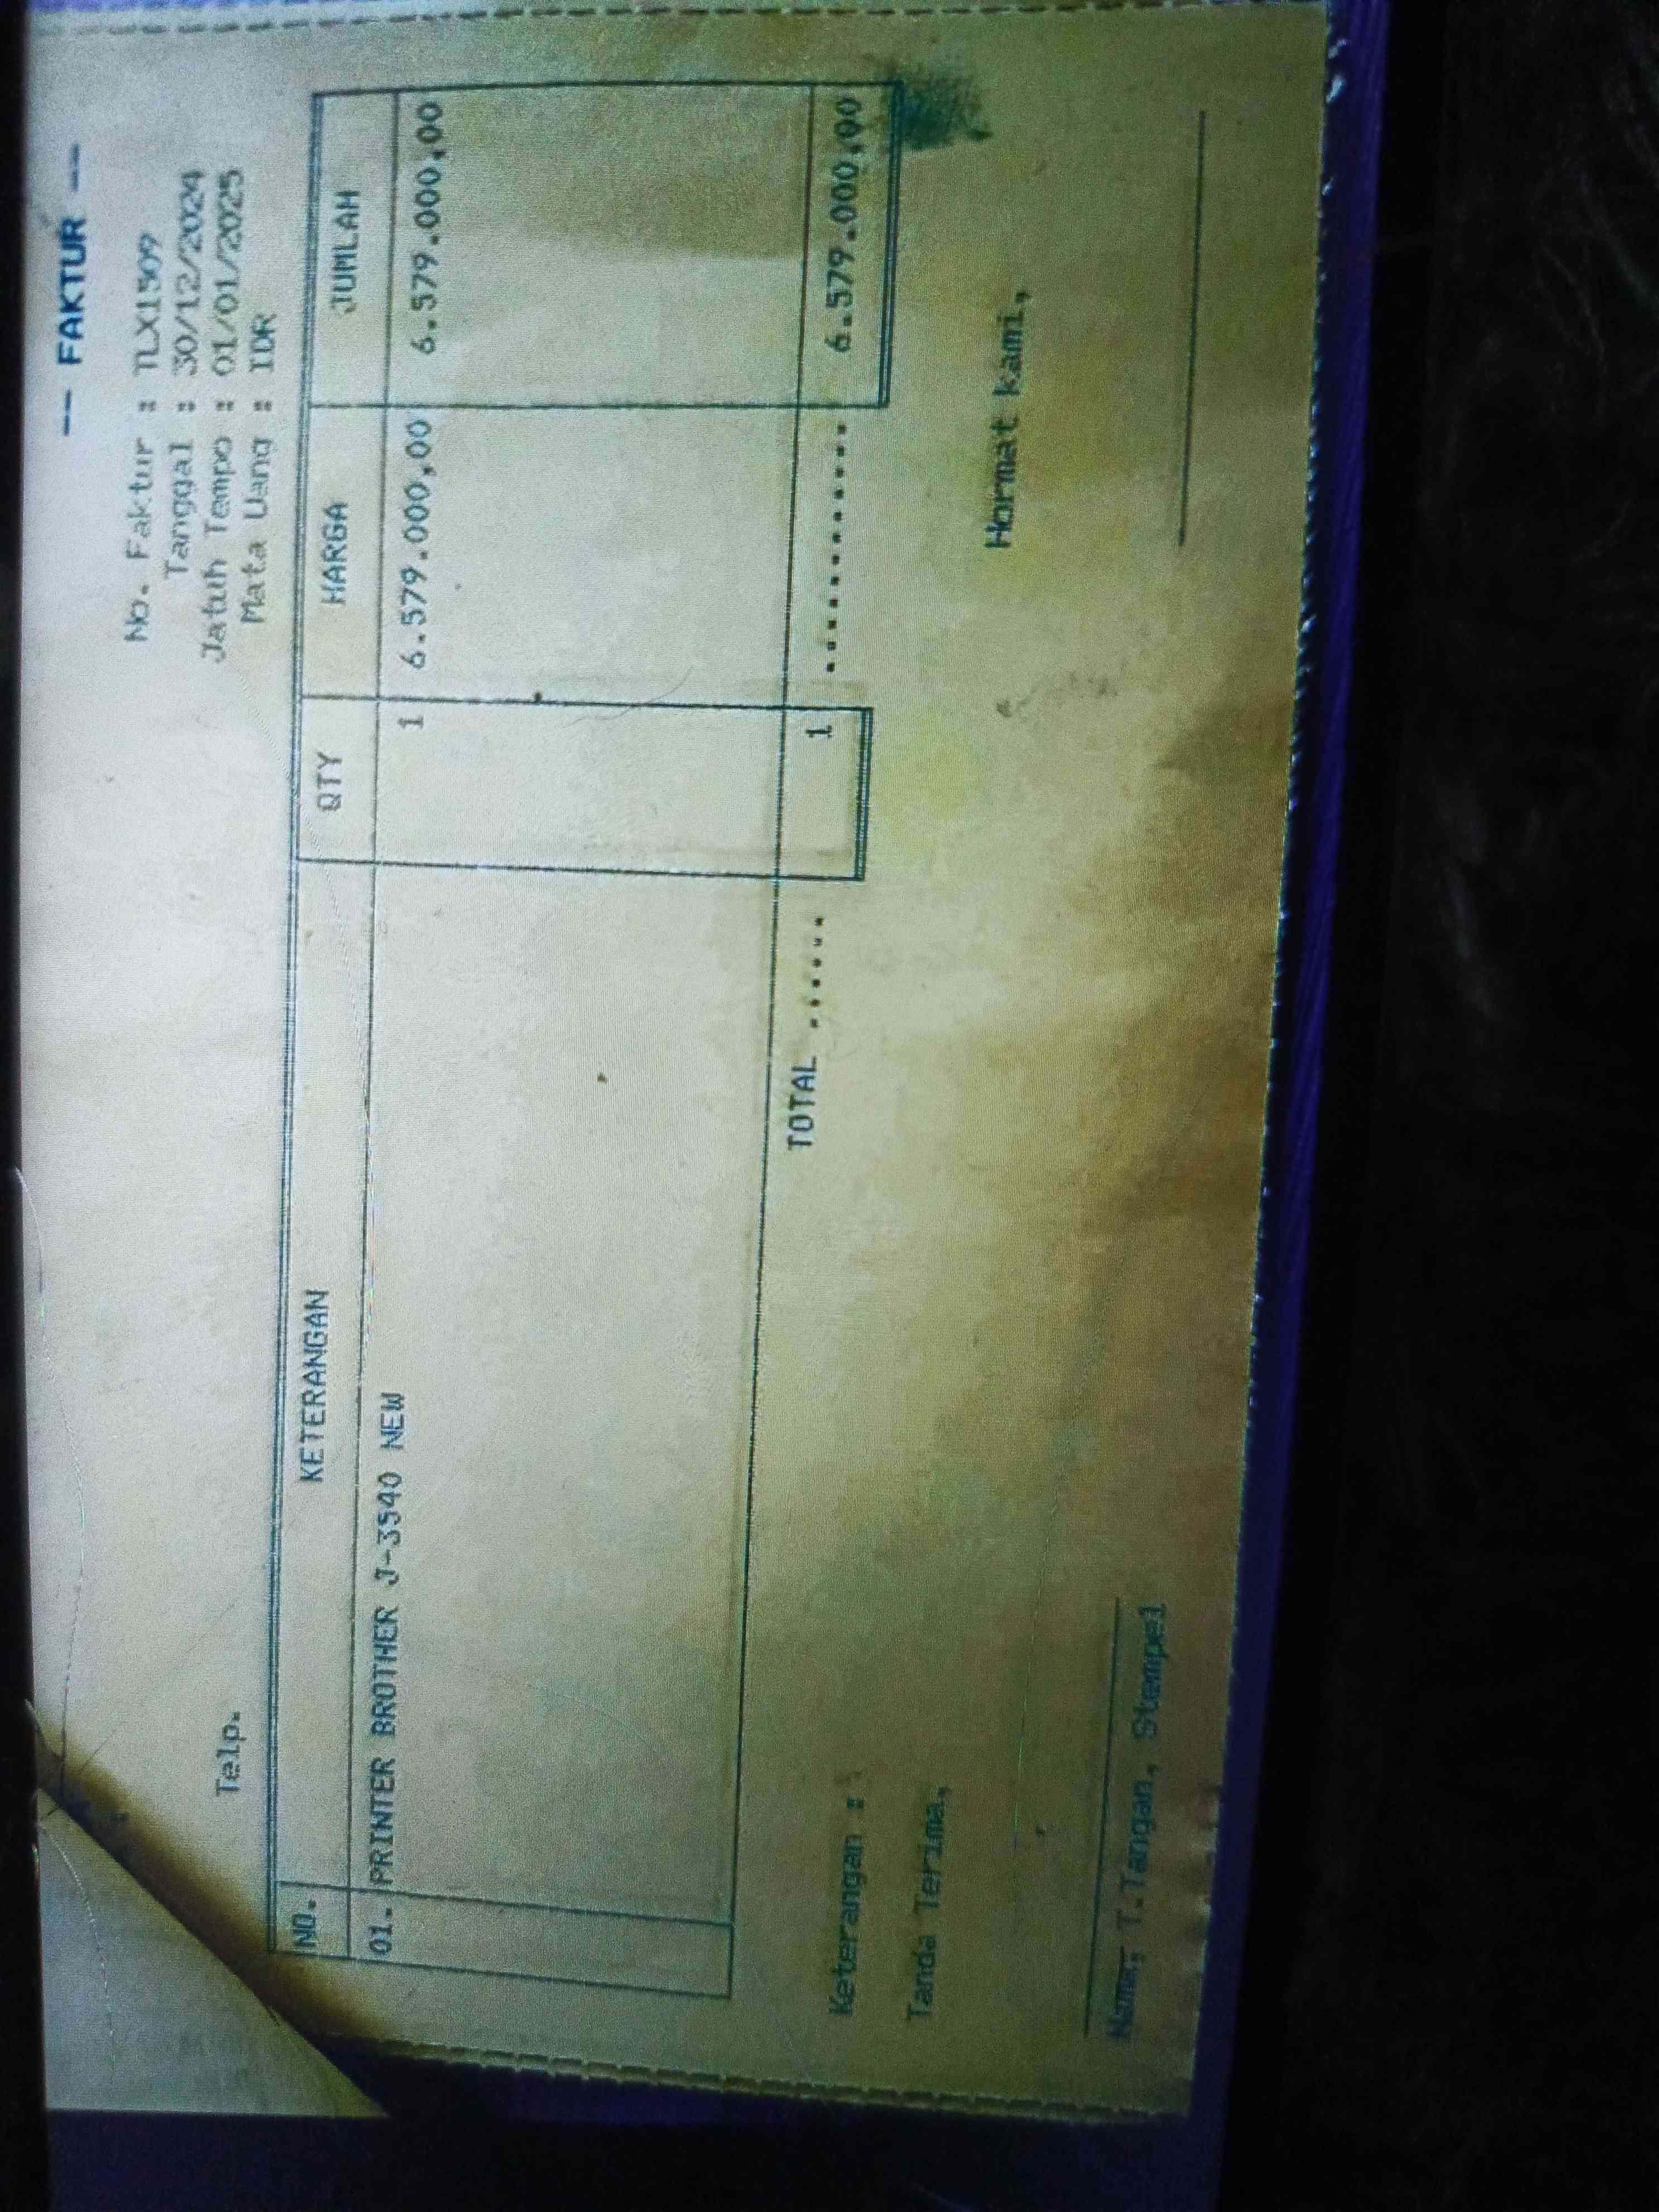 -- FAKTUR --
No. Faktur : TLX1509
Tanggal : 30/12/2024
Jatuh Tempo : 01/01/2025
Mata Uang : IDR
Telp.
NO. KETERANGAN QTY HARGA JUMLAH
01. PRINTER BROTHER J-3540 NEW 1 6.579.000,00 6.579.000,00
TOTAL ...... 1 ............ 6.579.000,00
Keterangan :
Tanda Terima, Hormat kami,
Nama, T.Tangan, Stempel